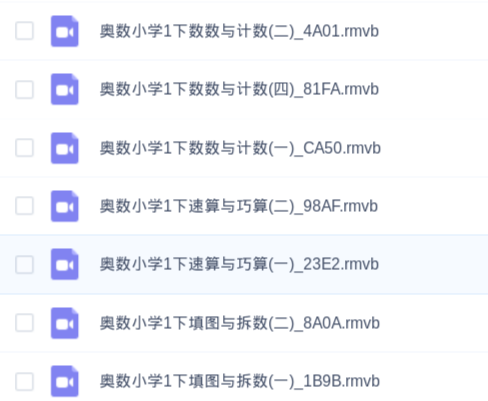 奥数小学1下数数与计数(二)_4A01.rmvb
奥数小学1下数数与计数(四)_81FA.rmvb
奥数小学1下数数与计数(一)_CA50.rmvb
奥数小学1下速算与巧算(二)_98AF.rmvb
奥数小学1下速算与巧算(一)_23E2.rmvb
奥数小学1下填图与拆数(二)_8A0A.rmvb
奥数小学1下填图与拆数(一)_1B9B.rmvb